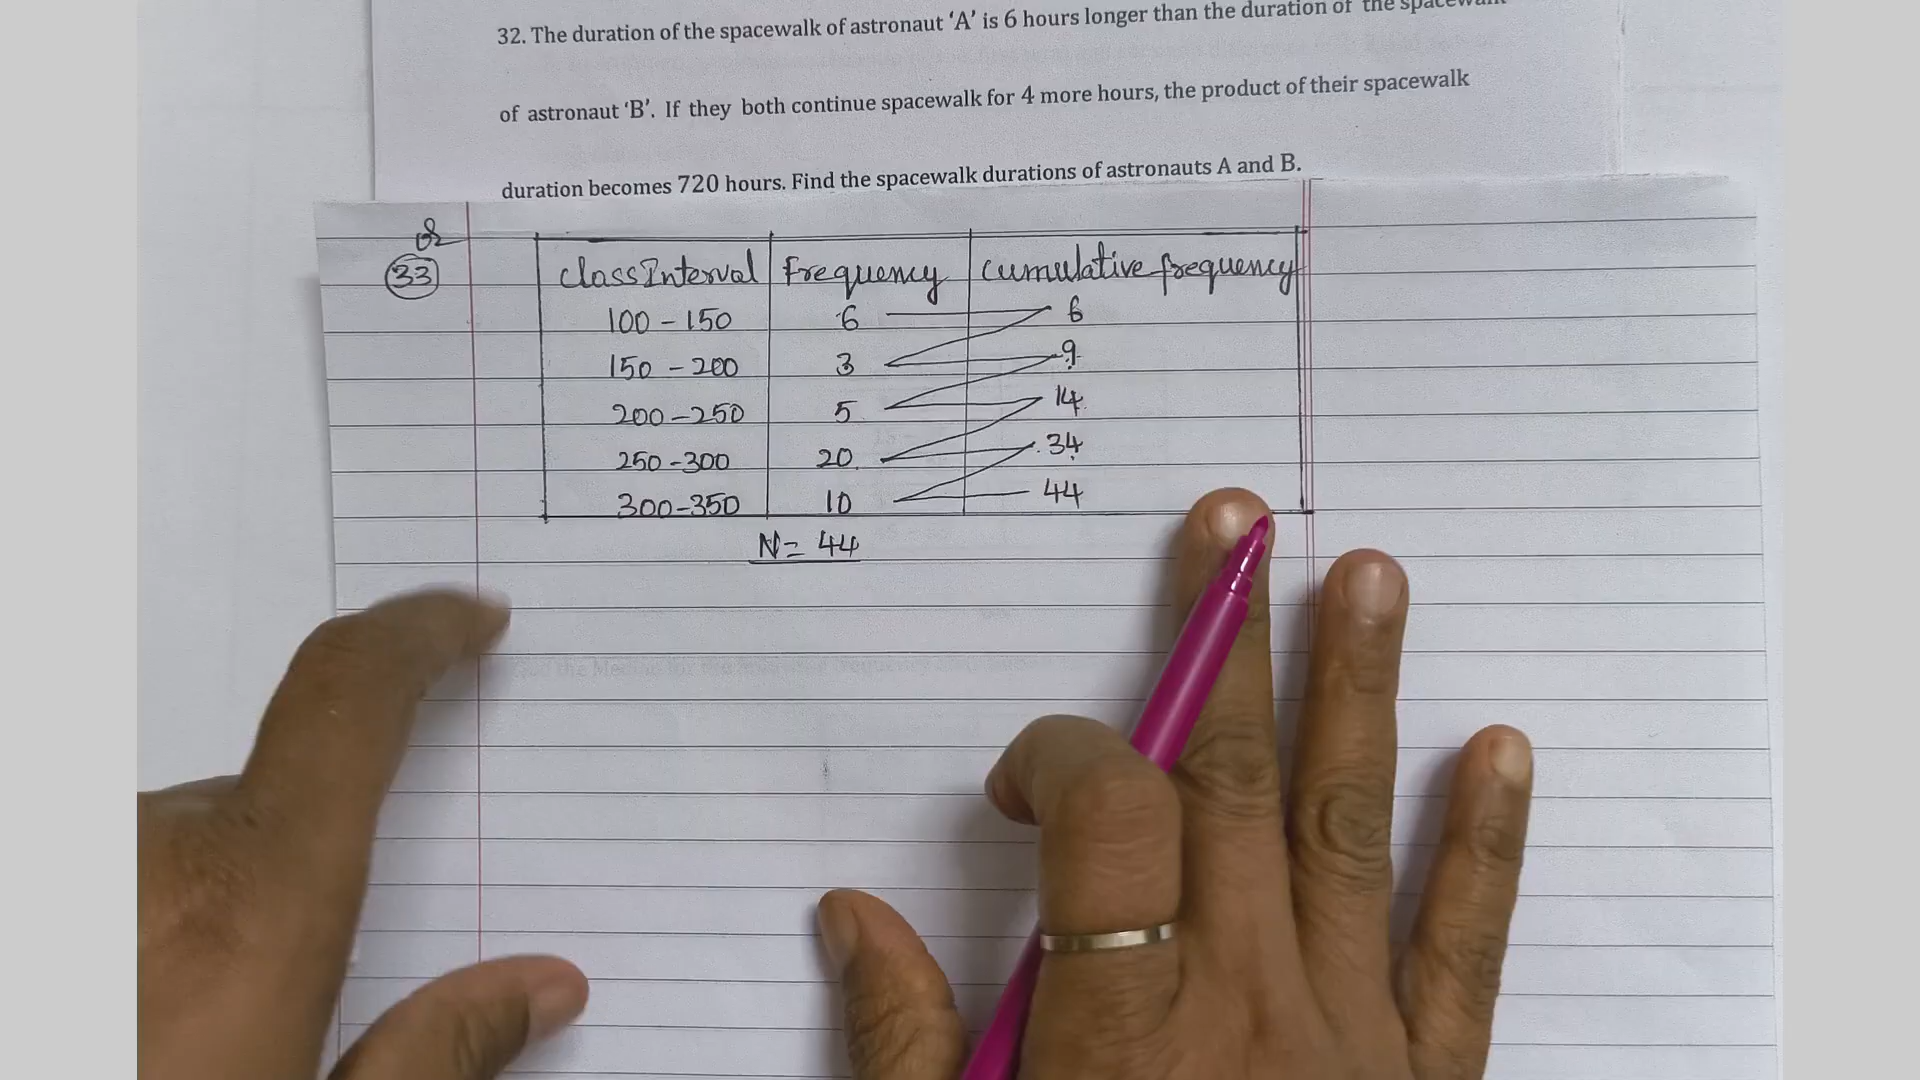 32. The duration of the spacewalk of astronaut ‘A’ is 6 hours longer than the duration of the spacewalk
of astronaut ‘B’. If they both continue spacewalk for 4 more hours, the product of their spacewalk
duration becomes 720 hours. Find the spacewalk durations of astronauts A and B.
or
33
class Interval frequency cumulative frequency
100 - 150 6 6
150 - 200 3 9
200 - 250 5 14
250 - 300 20 34
300 - 350 10 44
N = 44